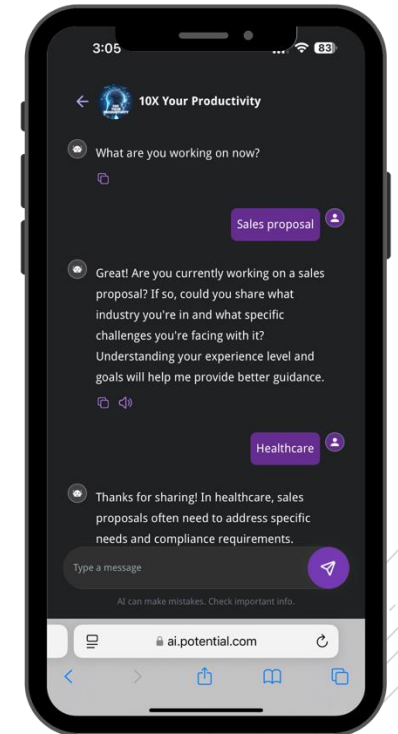 3:05
83
10X Your Productivity
What are you working on now?
Sales proposal
Great! Are you currently working on a sales
proposal? If so, could you share what
industry you're in and what specific
challenges you're facing with it?
Understanding your experience level and
goals will help me provide better guidance.
Healthcare
Thanks for sharing! In healthcare, sales
proposals often need to address specific
needs and compliance requirements.
Type a message
AI can make mistakes. Check important info.
ai.potential.com